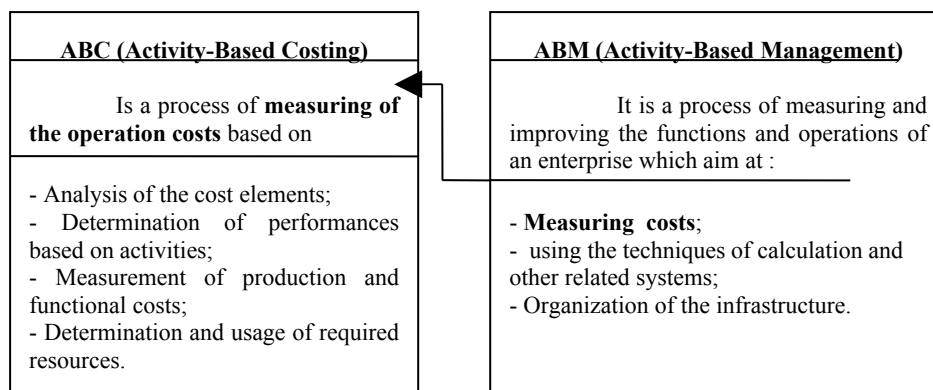 ABC (Activity-Based Costing)
Is a process of measuring of
the operation costs based on
- Analysis of the cost elements;
- Determination of performances
based on activities;
- Measurement of production and
functional costs;
- Determination and usage of required
resources.
ABM (Activity-Based Management)
It is a process of measuring and
improving the functions and operations of
an enterprise which aim at :
- Measuring costs;
- using the techniques of calculation and
other related systems;
- Organization of the infrastructure.